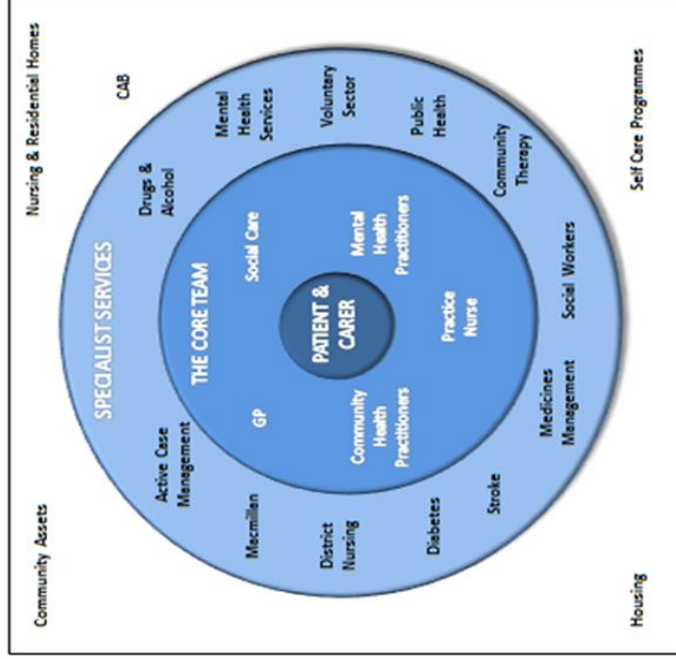 Community Assets
Nursing & Residential Homes
CAB
SPECIALIST SERVICES
Active Case
Management
Drugs &
Alcohol
Macmillan
Mental
Health
Services
District
Nursing
Voluntary
Sector
Diabetes
Public
Health
Stroke
Community
Therapy
Medicines
Management
Social Workers
THE CORE TEAM
GP
Social Care
Community
Health
Practitioners
Mental
Health
Practitioners
Practice
Nurse
PATIENT &
CARER
Housing
Self Care Programmes